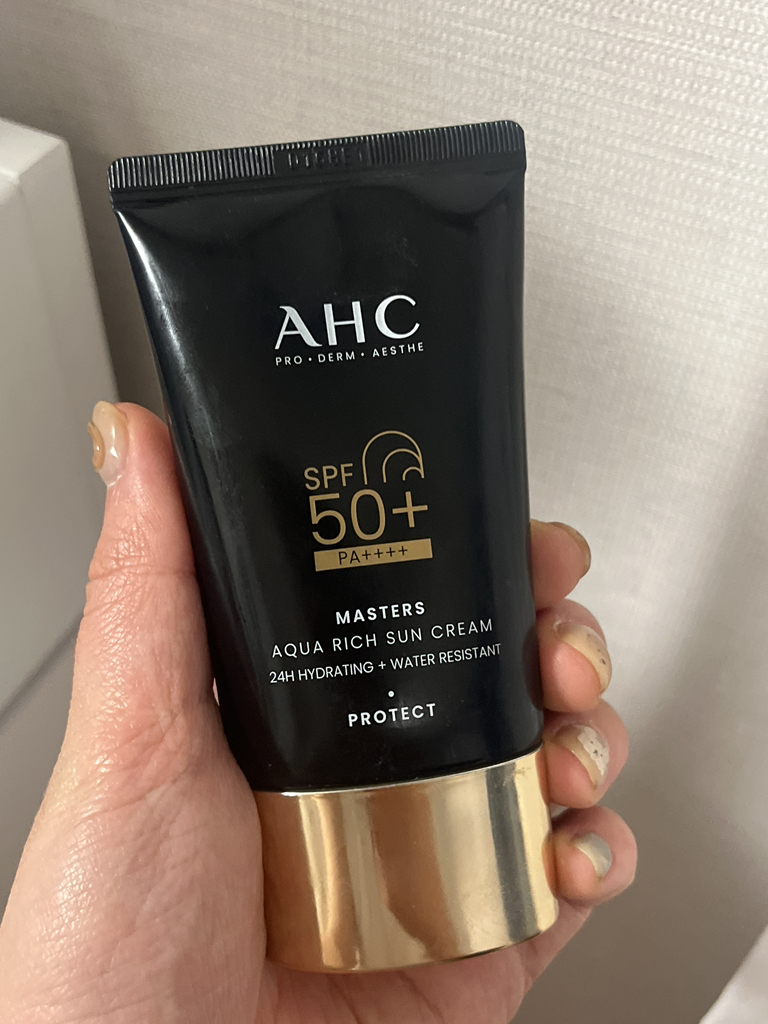 AHC
PRO • DERM • AESTHE
SPF
50+
PA++++
MASTERS
AQUA RICH SUN CREAM
24H HYDRATING + WATER RESISTANT
•
PROTECT